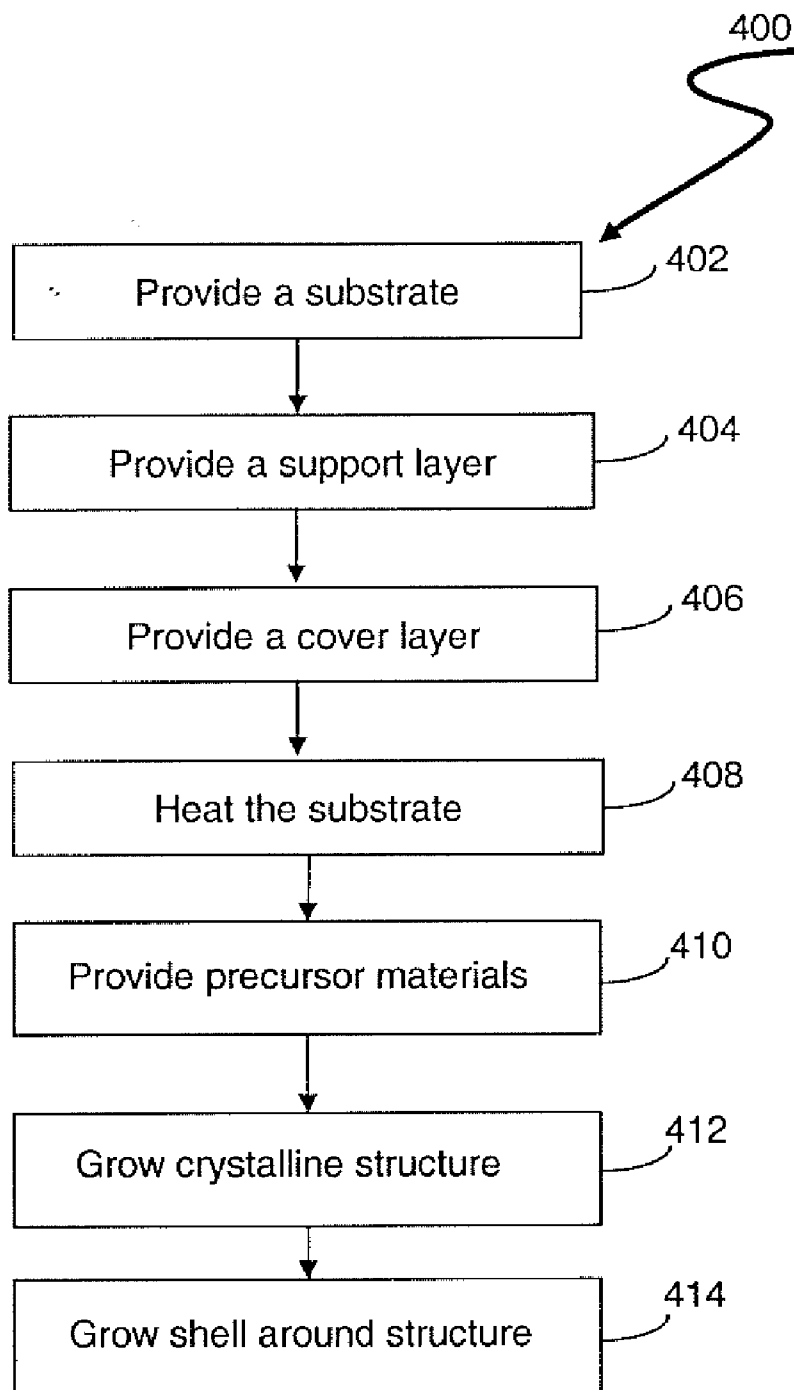 400
Provide a substrate
402
Provide a support layer
404
Provide a cover layer
406
Heat the substrate
408
Provide precursor materials
410
Grow crystalline structure
412
Grow shell around structure
414